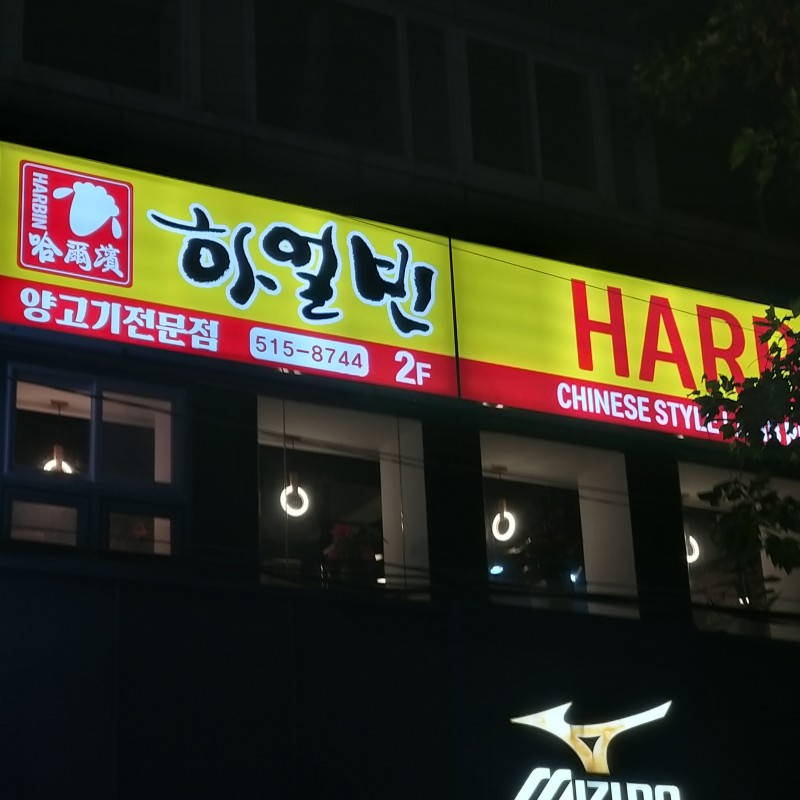 HARBIN
哈爾濱
하얼빈
양고기전문점
515-8744
2F
HAR
CHINESE STYLE
MIZUNO